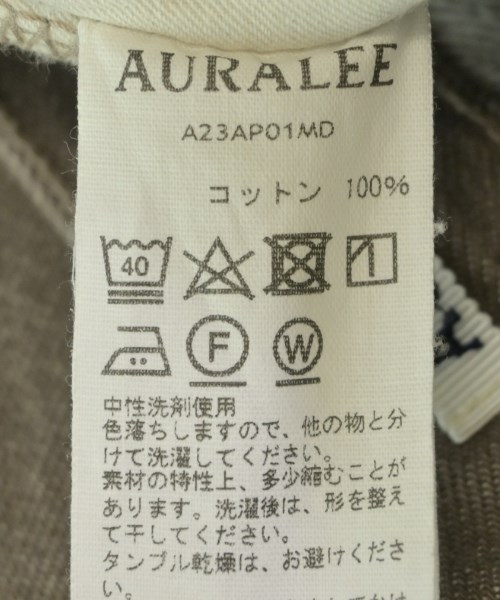 AURALEE
A23AP01MD
コットン 100%
40
F W
中性洗剤使用
色落ちしますので、他の物と分
けて洗濯してください。
素材の特性上、多少縮むことが
あります。洗濯後は、形を整え
て干してください。
タンブル乾燥は、お避けくださ
い。